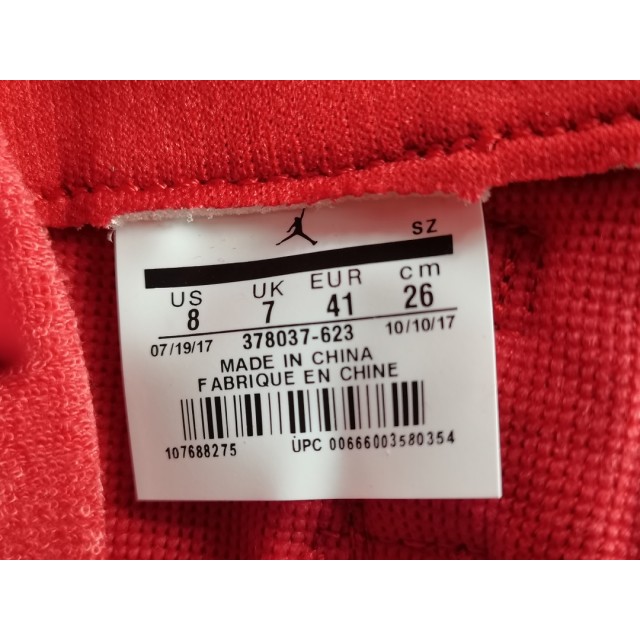 SZ
US UK EUR cm
8 7 41 26
07/19/17 378037-623 10/10/17
MADE IN CHINA
FABRIQUE EN CHINE
107688275 UPC 00666003580354